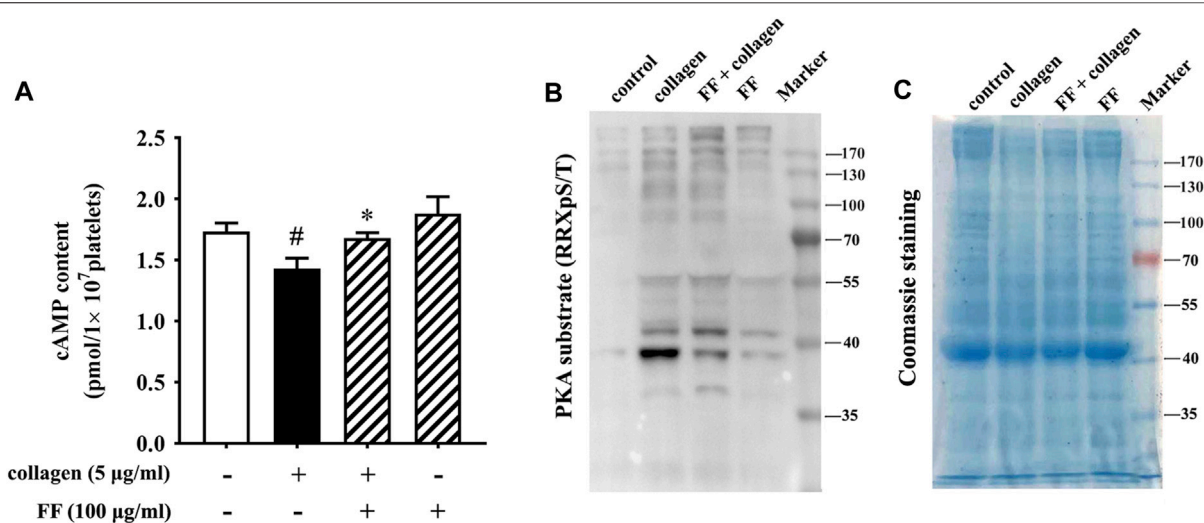 A
2.5
2.0
1.5
1.0
0.5
0.0
cAMP content
(pmol/1× 10⁷platelets)
#
*
collagen (5 μg/ml) - + + -
FF (100 μg/ml) - - + +
B
control
collagen
FF + collagen
FF
Marker
PKA substrate (RRXpS/T)
—170
—130
—100
—70
—55
—40
—35
C
control
collagen
FF + collagen
FF
Marker
Coomassie staining
—170
—130
—100
—70
—55
—40
—35